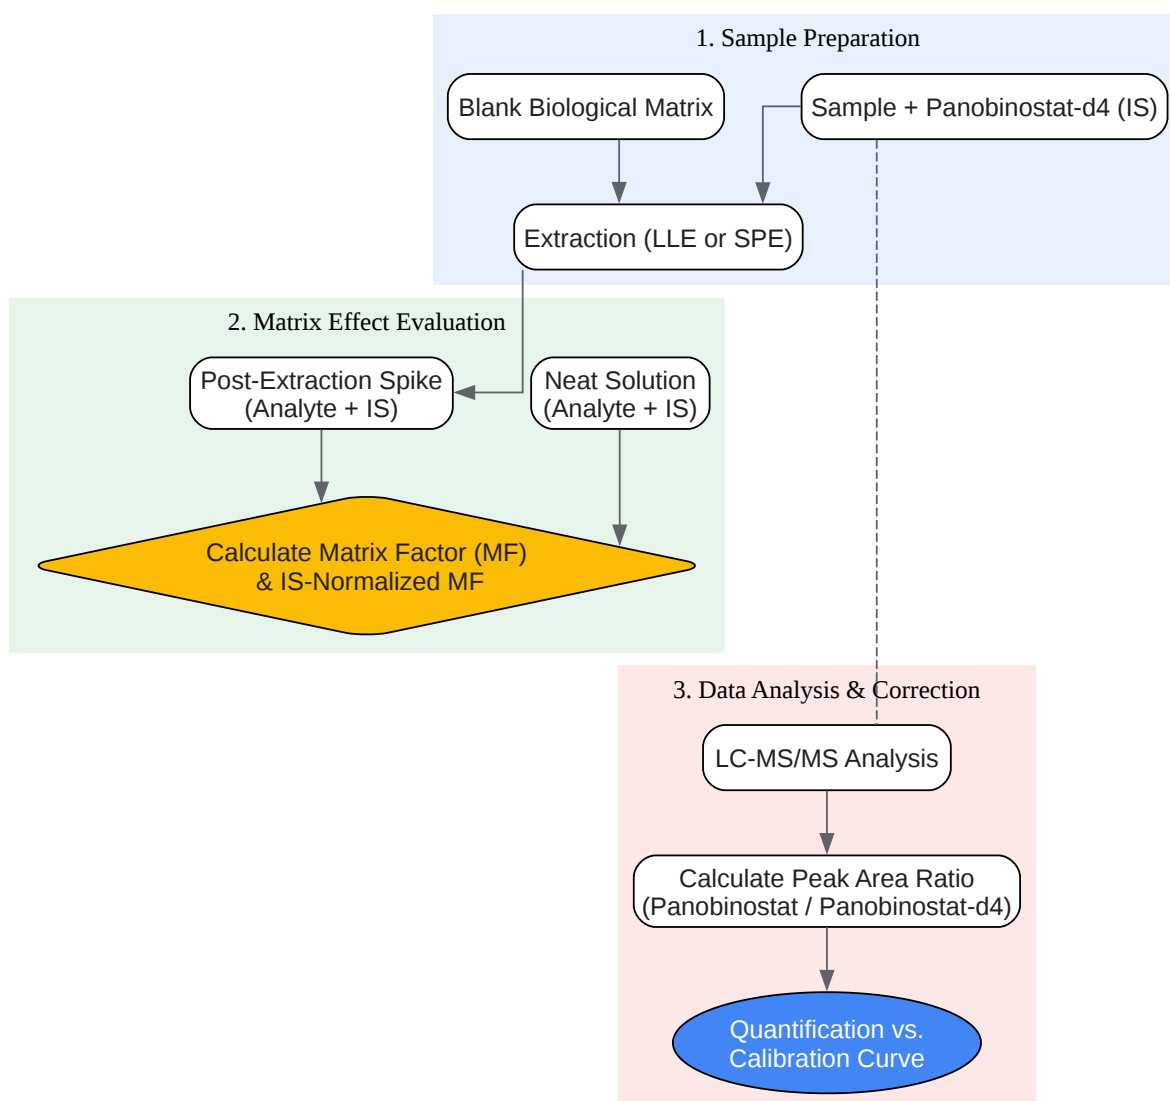 1. Sample Preparation
Blank Biological Matrix
Sample + Panobinostat-d4 (IS)
Extraction (LLE or SPE)
2. Matrix Effect Evaluation
Post-Extraction Spike
(Analyte + IS)
Neat Solution
(Analyte + IS)
Calculate Matrix Factor (MF)
& IS-Normalized MF
3. Data Analysis & Correction
LC-MS/MS Analysis
Calculate Peak Area Ratio
(Panobinostat / Panobinostat-d4)
Quantification vs.
Calibration Curve